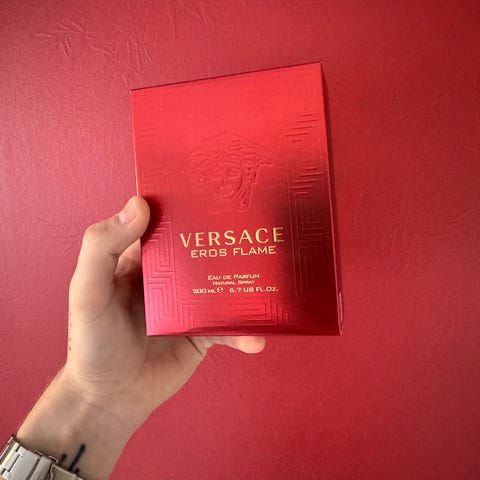 VERSACE
EROS FLAME
EAU DE PARFUM
NATURAL SPRAY
200 ML ℮ 6.7 US FL.OZ.